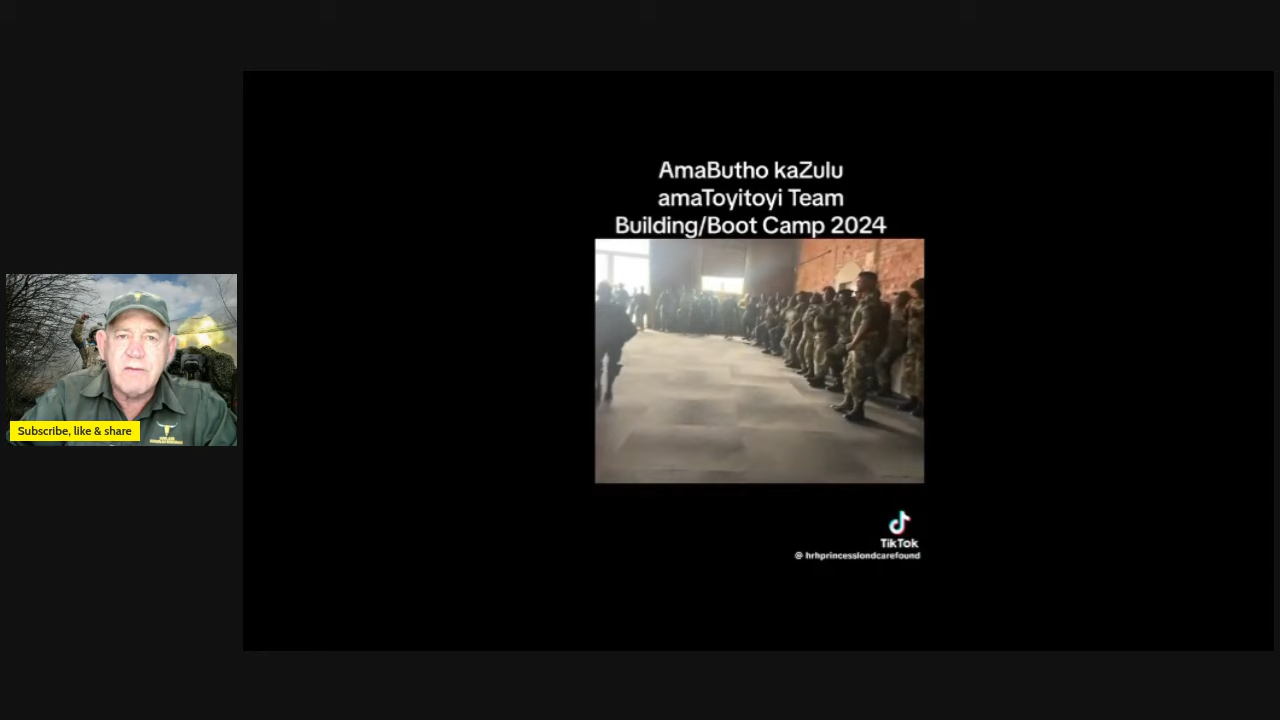 AmaButho kaZulu
amaToyitoyi Team
Building/Boot Camp 2024
Subscribe, like & share
TikTok
@ hrhprincesslondcarefound